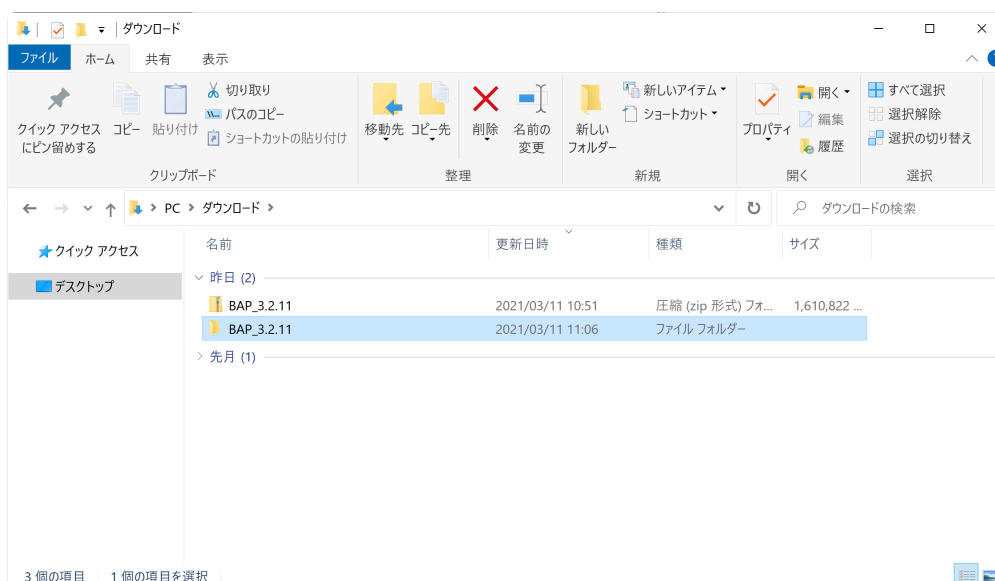 ダウンロード
ファイル ホーム 共有 表示
クイック アクセス
にピン留めする
コピー
貼り付け
切り取り
パスのコピー
ショートカットの貼り付け
クリップボード
移動先
コピー先
削除
名前の
変更
整理
新しい
フォルダー
新しいアイテム
ショートカット
新規
プロパティ
開く
編集
履歴
開く
すべて選択
選択解除
選択の切り替え
選択
PC ダウンロード
ダウンロードの検索
クイック アクセス
デスクトップ
名前 更新日時 種類 サイズ
昨日 (2)
BAP_3.2.11 2021/03/11 10:51 圧縮 (zip 形式) フォ... 1,610,822 ...
BAP_3.2.11 2021/03/11 11:06 ファイル フォルダー
先月 (1)
3 個の項目 1 個の項目を選択